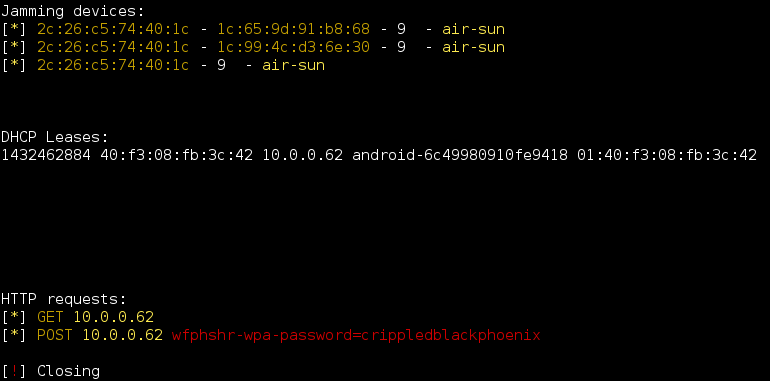 Jamming devices:
[*] 2c:26:c5:74:40:1c - 1c:65:9d:91:b8:68 - 9 - air-sun
[*] 2c:26:c5:74:40:1c - 1c:99:4c:d3:6e:30 - 9 - air-sun
[*] 2c:26:c5:74:40:1c - 9 - air-sun
DHCP Leases:
1432462884 40:f3:08:fb:3c:42 10.0.0.62 android-6c49980910fe9418 01:40:f3:08:fb:3c:42
HTTP requests:
[*] GET 10.0.0.62
[*] POST 10.0.0.62 wfphshr-wpa-password=crippledblackphoenix
[!] Closing